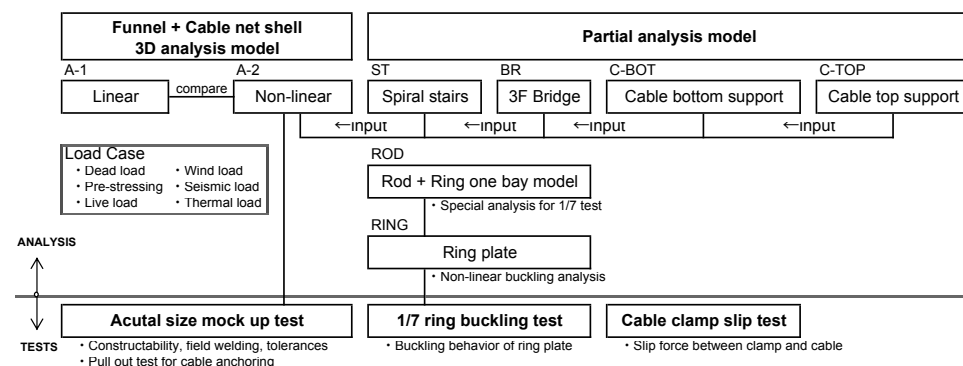 Funnel + Cable net shell
3D analysis model
Partial analysis model
A-1
A-2
ST
BR
C-BOT
C-TOP
Linear
compare
Non-linear
Spiral stairs
3F Bridge
Cable bottom support
Cable top support
←input
←input
←input
←input
Load Case
・Dead load
・Wind load
・Pre-stressing
・Seismic load
・Live load
・Thermal load
ROD
Rod + Ring one bay model
・Special analysis for 1/7 test
RING
Ring plate
・Non-linear buckling analysis
ANALYSIS
TESTS
Acutal size mock up test
・Constructability, field welding, tolerances
・Pull out test for cable anchoring
1/7 ring buckling test
・Buckling behavior of ring plate
Cable clamp slip test
・Slip force between clamp and cable